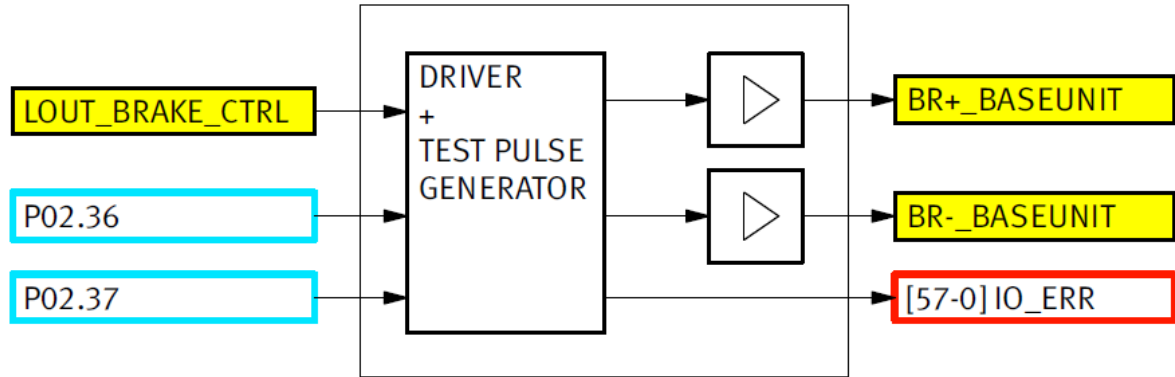 LOUT_BRAKE_CTRL
P02.36
P02.37
DRIVER
+
TEST PULSE
GENERATOR
BR+_BASEUNIT
BR-_BASEUNIT
[57-0] IO_ERR